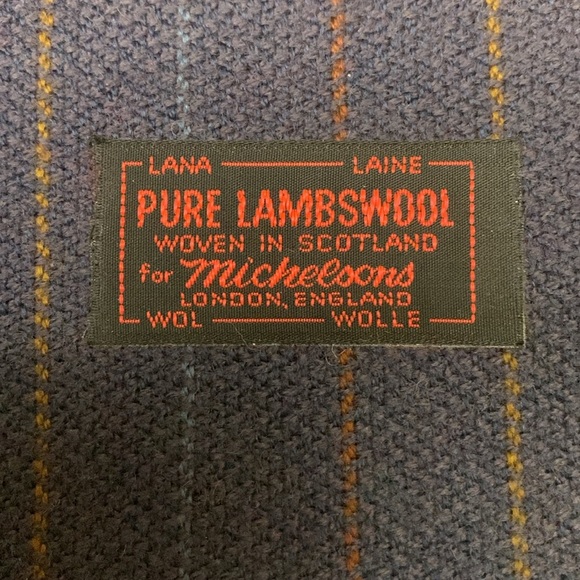 LANA LAINE
PURE LAMBSWOOL
WOVEN IN SCOTLAND
for Michelsons
LONDON, ENGLAND
WOL WOLLE